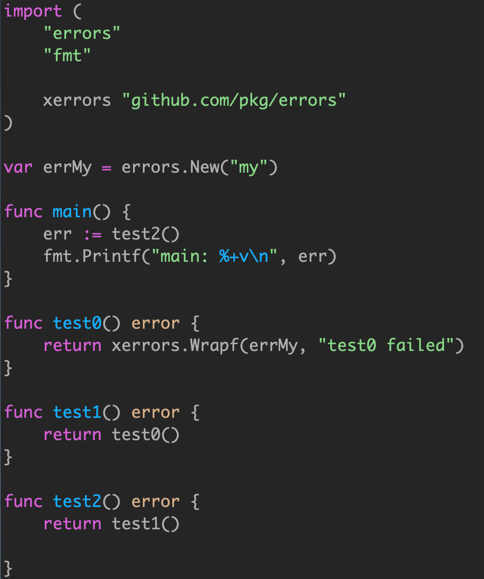 import (
    "errors"
    "fmt"

    xerrors "github.com/pkg/errors"
)

var errMy = errors.New("my")

func main() {
    err := test2()
    fmt.Printf("main: %+v\n", err)
}

func test0() error {
    return xerrors.Wrapf(errMy, "test0 failed")
}

func test1() error {
    return test0()
}

func test2() error {
    return test1()

}